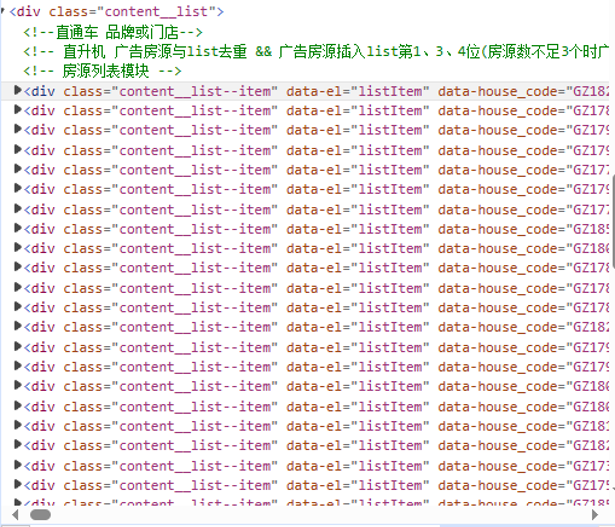 <div class="content__list">
<!--直通车 品牌或门店-->
<!-- 直升机 广告房源与list去重 && 广告房源插入list第1、3、4位(房源数不足3个时广
<!-- 房源列表模块 -->
<div class="content__list--item" data-el="listItem" data-house_code="GZ182
<div class="content__list--item" data-el="listItem" data-house_code="GZ178
<div class="content__list--item" data-el="listItem" data-house_code="GZ179
<div class="content__list--item" data-el="listItem" data-house_code="GZ179
<div class="content__list--item" data-el="listItem" data-house_code="GZ177
<div class="content__list--item" data-el="listItem" data-house_code="GZ179
<div class="content__list--item" data-el="listItem" data-house_code="GZ177
<div class="content__list--item" data-el="listItem" data-house_code="GZ185
<div class="content__list--item" data-el="listItem" data-house_code="GZ180
<div class="content__list--item" data-el="listItem" data-house_code="GZ178
<div class="content__list--item" data-el="listItem" data-house_code="GZ178
<div class="content__list--item" data-el="listItem" data-house_code="GZ178
<div class="content__list--item" data-el="listItem" data-house_code="GZ182
<div class="content__list--item" data-el="listItem" data-house_code="GZ179
<div class="content__list--item" data-el="listItem" data-house_code="GZ179
<div class="content__list--item" data-el="listItem" data-house_code="GZ180
<div class="content__list--item" data-el="listItem" data-house_code="GZ180
<div class="content__list--item" data-el="listItem" data-house_code="GZ181
<div class="content__list--item" data-el="listItem" data-house_code="GZ182
<div class="content__list--item" data-el="listItem" data-house_code="GZ173
<div class="content__list--item" data-el="listItem" data-house_code="GZ175
<div class="content__list--item" data-el="listItem" data-house_code="GZ185